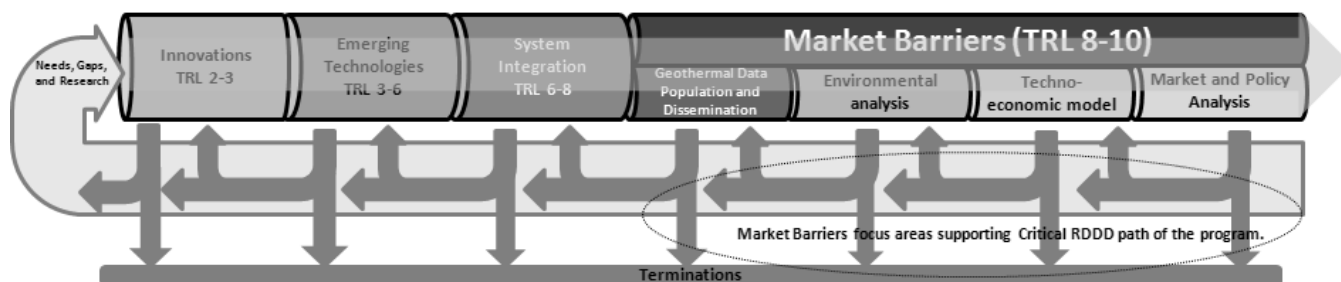 Needs, Gaps,
and Research
Innovations
TRL 2-3
Emerging
Technologies
TRL 3-6
System
Integration
TRL 6-8
Market Barriers (TRL 8-10)
Geothermal Data
Population and
Dissemination
Environmental
analysis
Techno-
economic model
Market and Policy
Analysis
Market Barriers focus areas supporting Critical RDDD path of the program.
Terminations